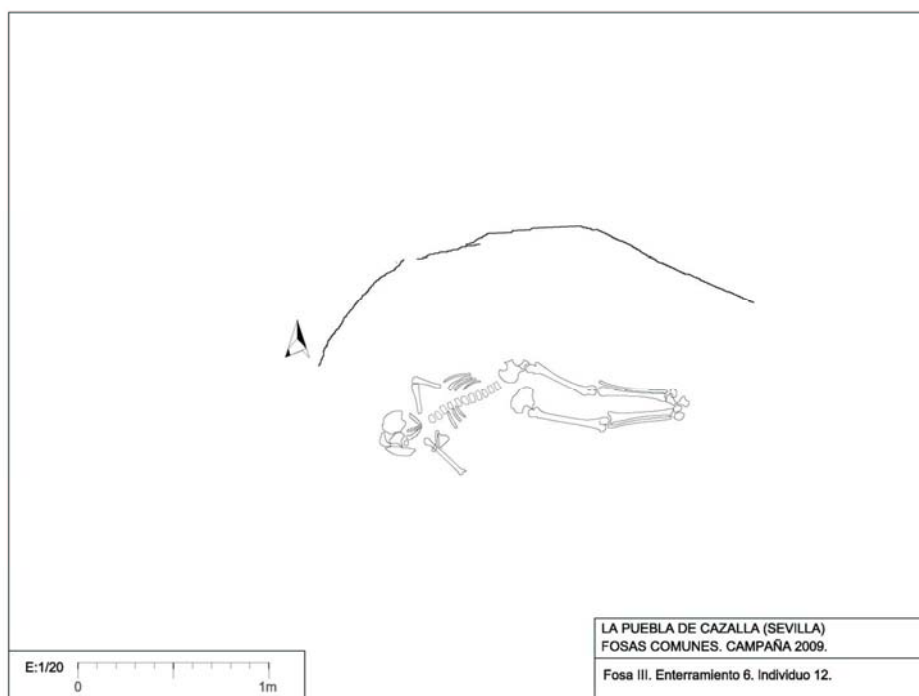 E:1/20
0 1m
LA PUEBLA DE CAZALLA (SEVILLA)
FOSAS COMUNES. CAMPAÑA 2009.
Fosa III. Enterramiento 6. Individuo 12.